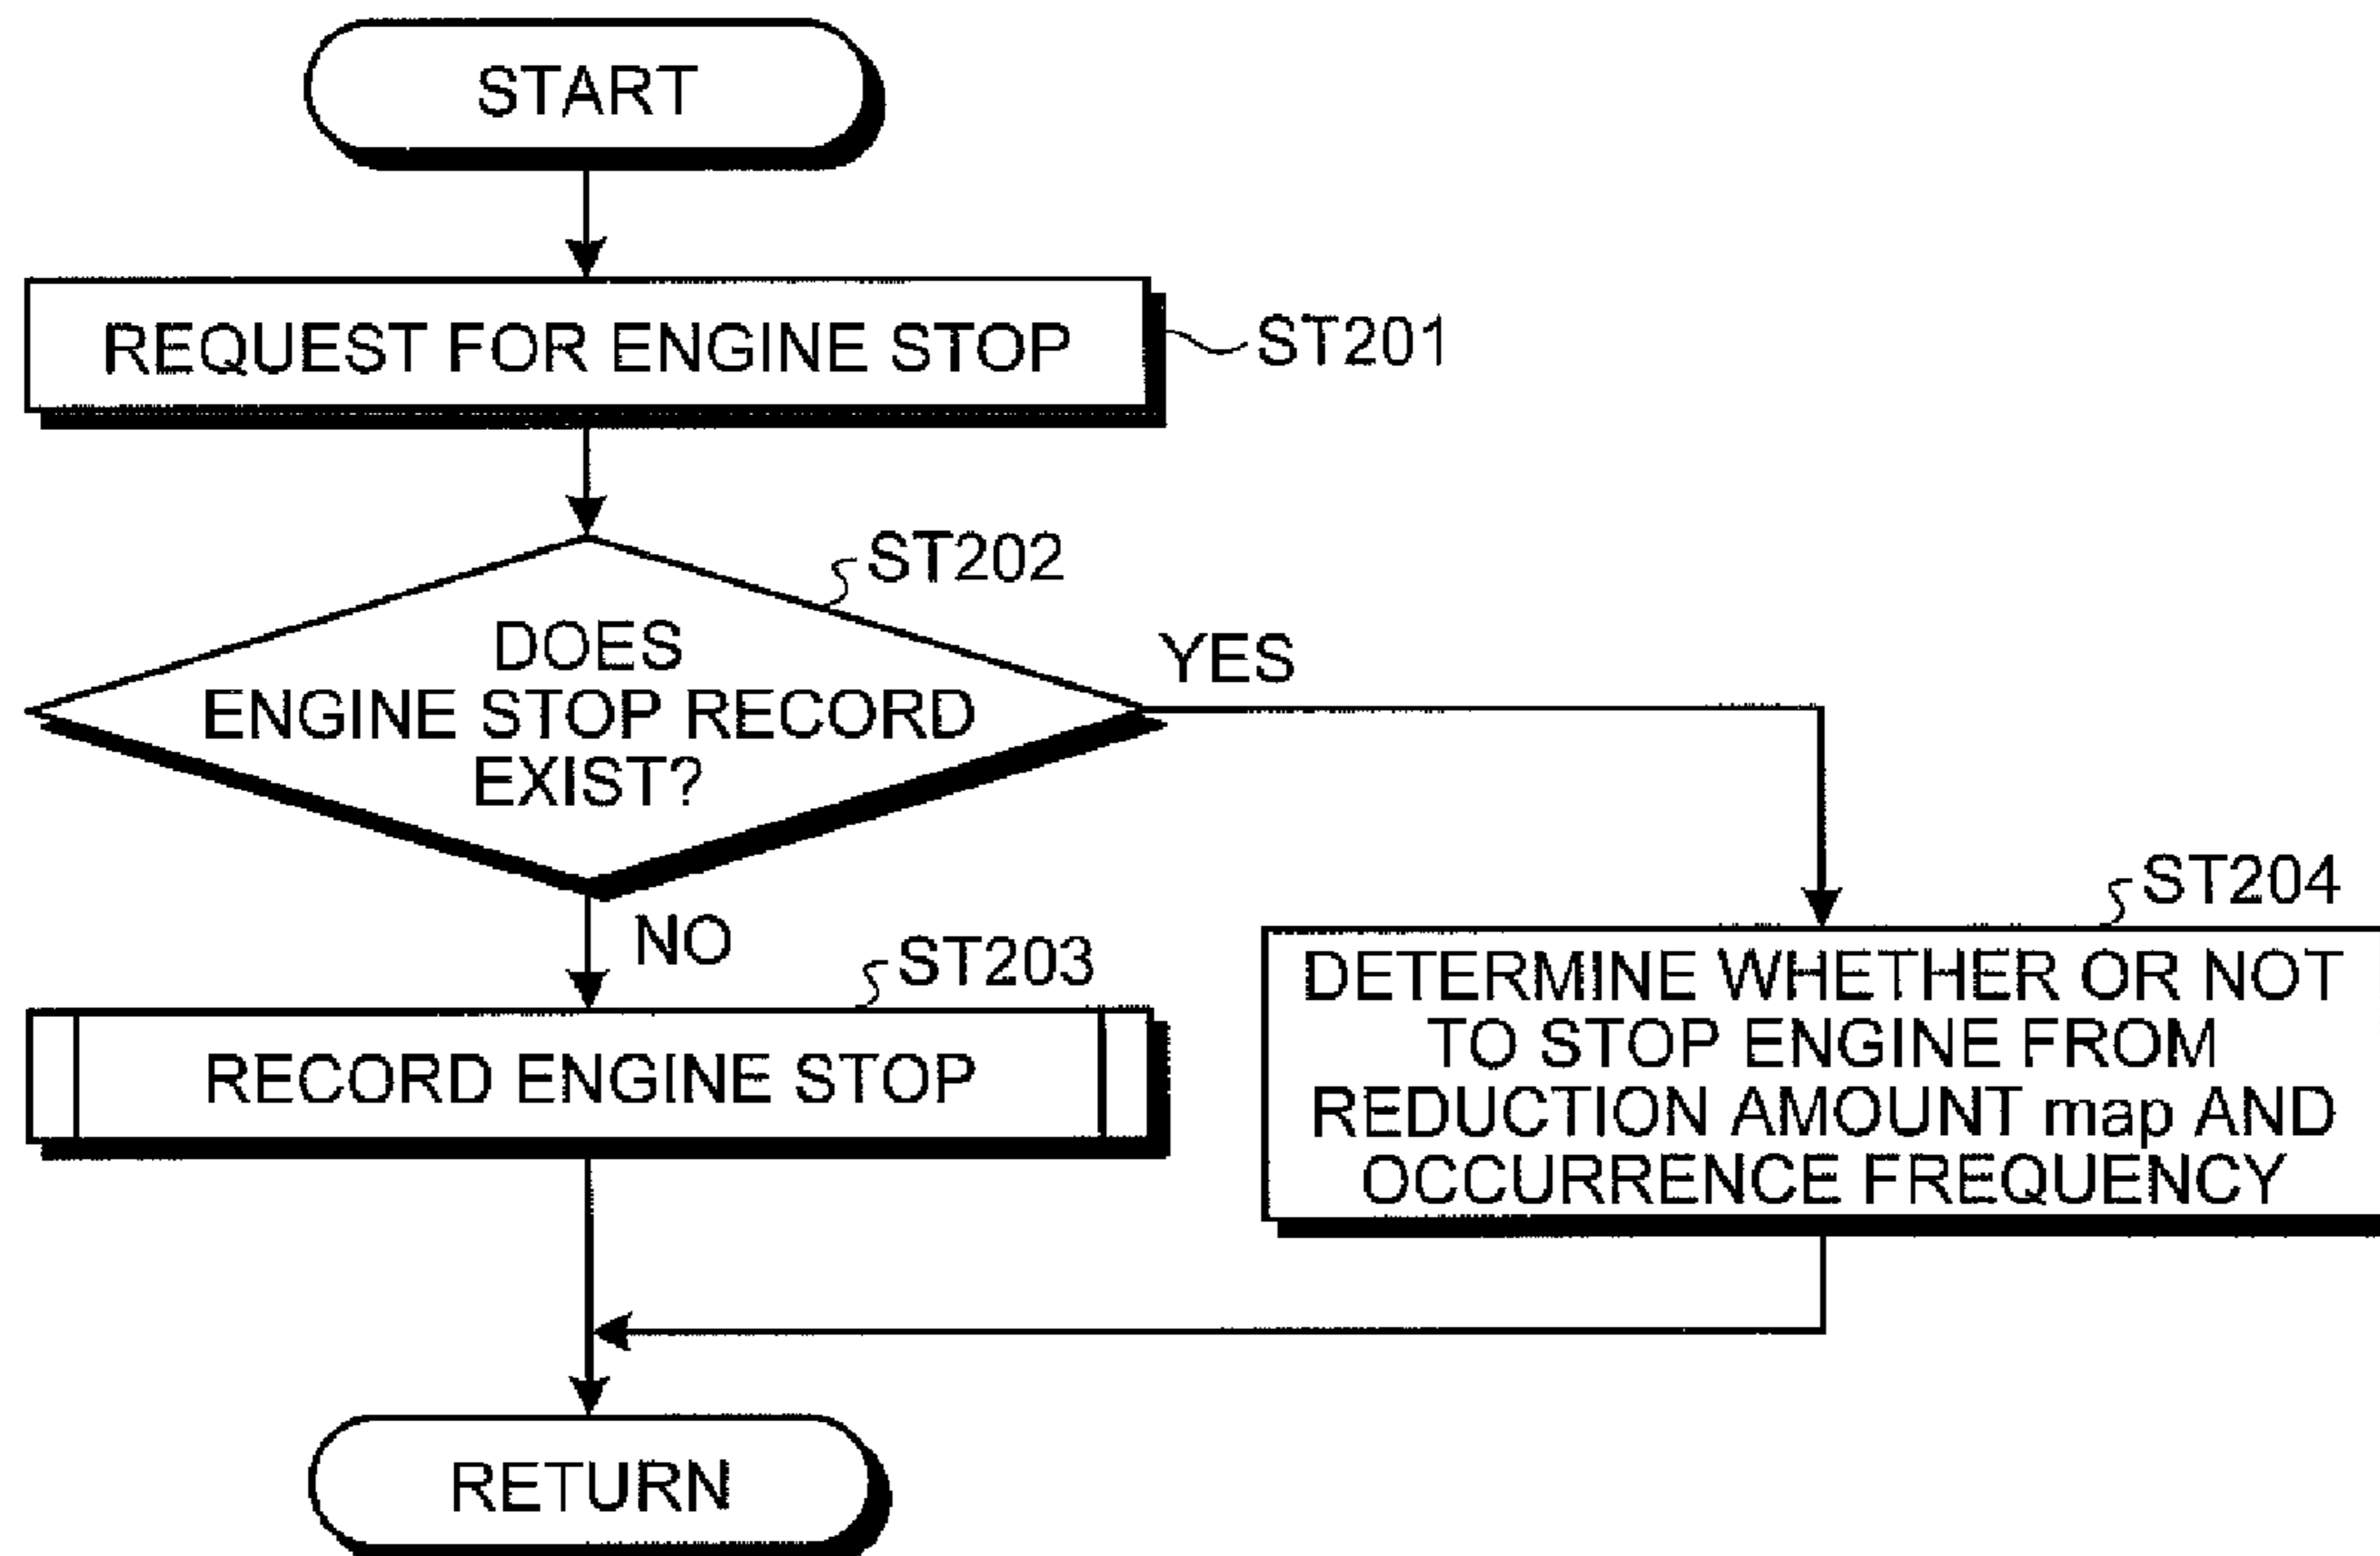 START
REQUEST FOR ENGINE STOP
ST201
ST202
DOES
ENGINE STOP RECORD
EXIST?
YES
NO
ST203
RECORD ENGINE STOP
ST204
DETERMINE WHETHER OR NOT
TO STOP ENGINE FROM
REDUCTION AMOUNT map AND
OCCURRENCE FREQUENCY
RETURN